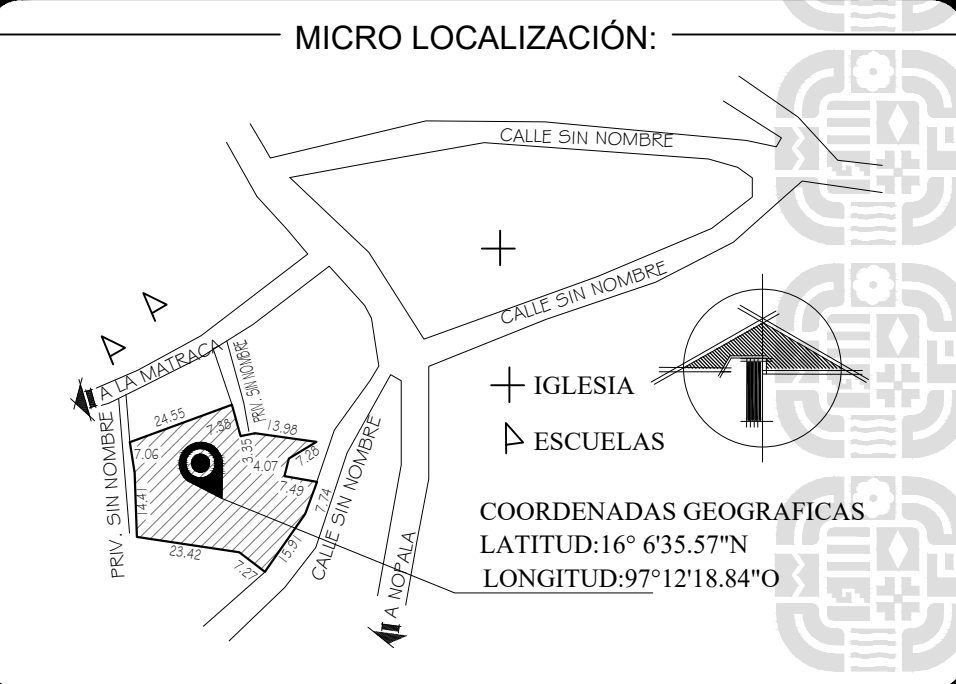 MICRO LOCALIZACIÓN:
CALLE SIN NOMBRE
CALLE SIN NOMBRE
A LA MATRACA
PRIV. SIN NOMBRE
PRIV. SIN NOMBRE
24.55
7.38
13.98
3.35
7.28
4.07
7.06
7.49
14.41
7.74
CALLE SIN NOMBRE
15.91
23.42
7.27
A NOPALA
IGLESIA
ESCUELAS
COORDENADAS GEOGRAFICAS
LATITUD:16° 6'35.57"N
LONGITUD:97°12'18.84"O